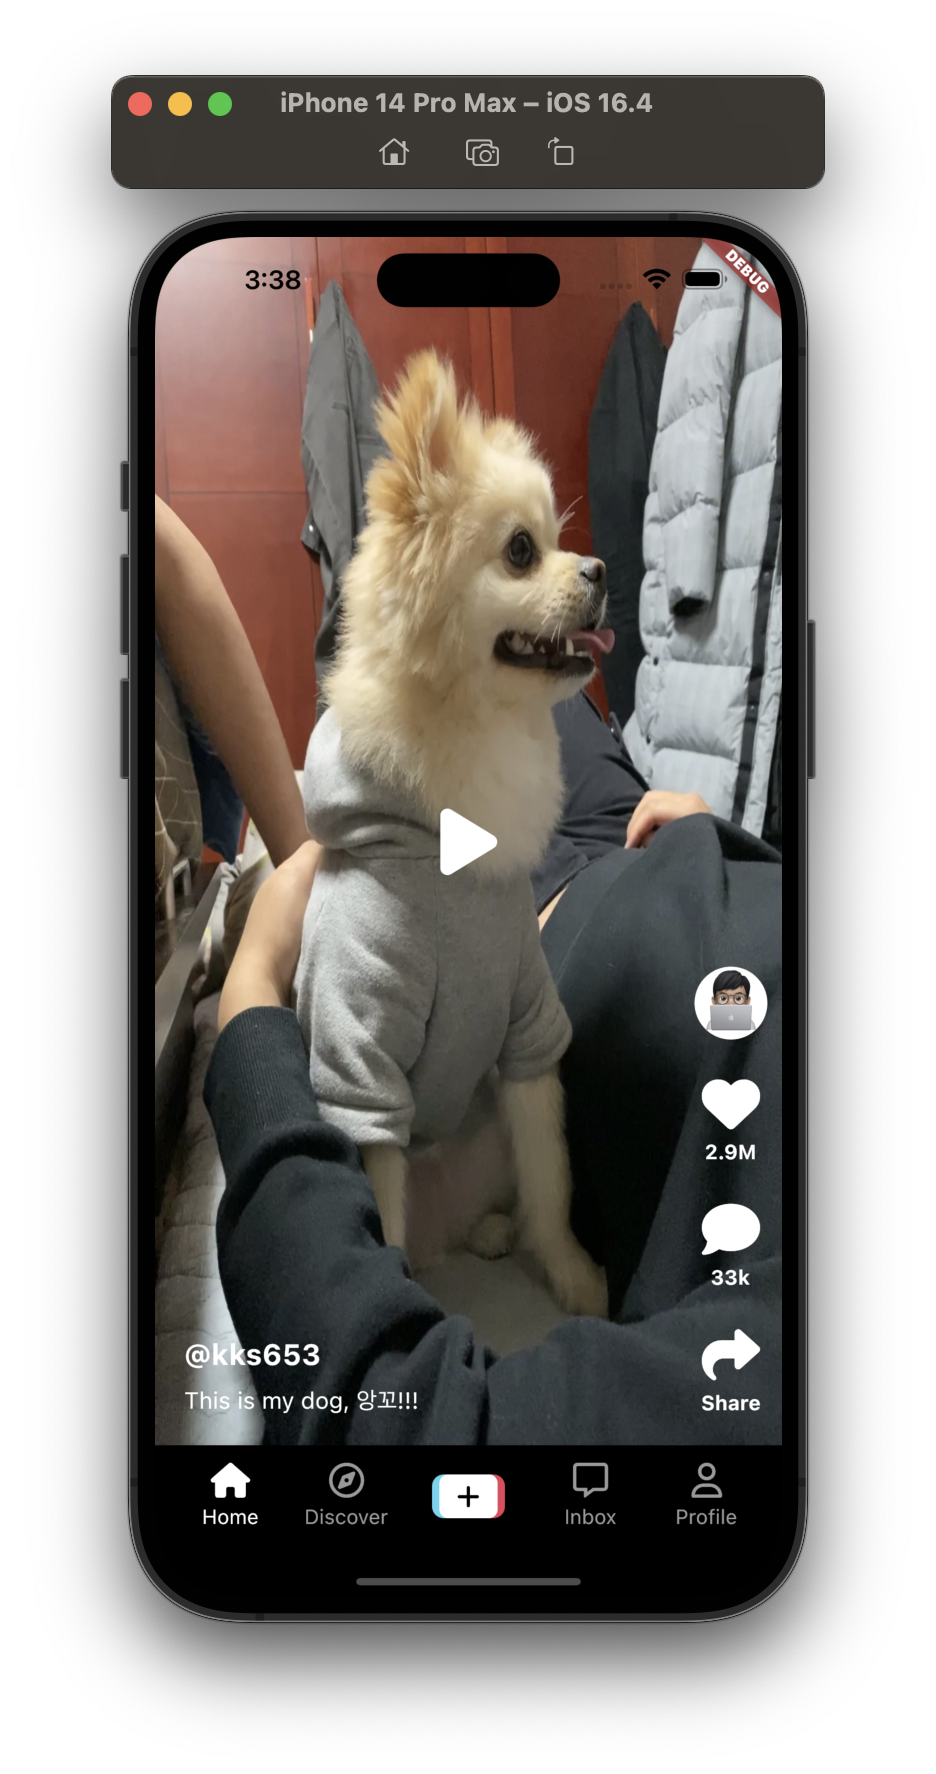 iPhone 14 Pro Max – iOS 16.4
3:38
DEBUG
2.9M
33k
Share
@kks653
This is my dog, 앙꼬!!!
Home
Discover
Inbox
Profile